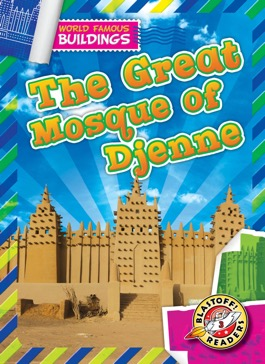 WORLD FAMOUS
BUILDINGS
The Great
Mosque of
Djenne
BLASTOFF!
READERS
3